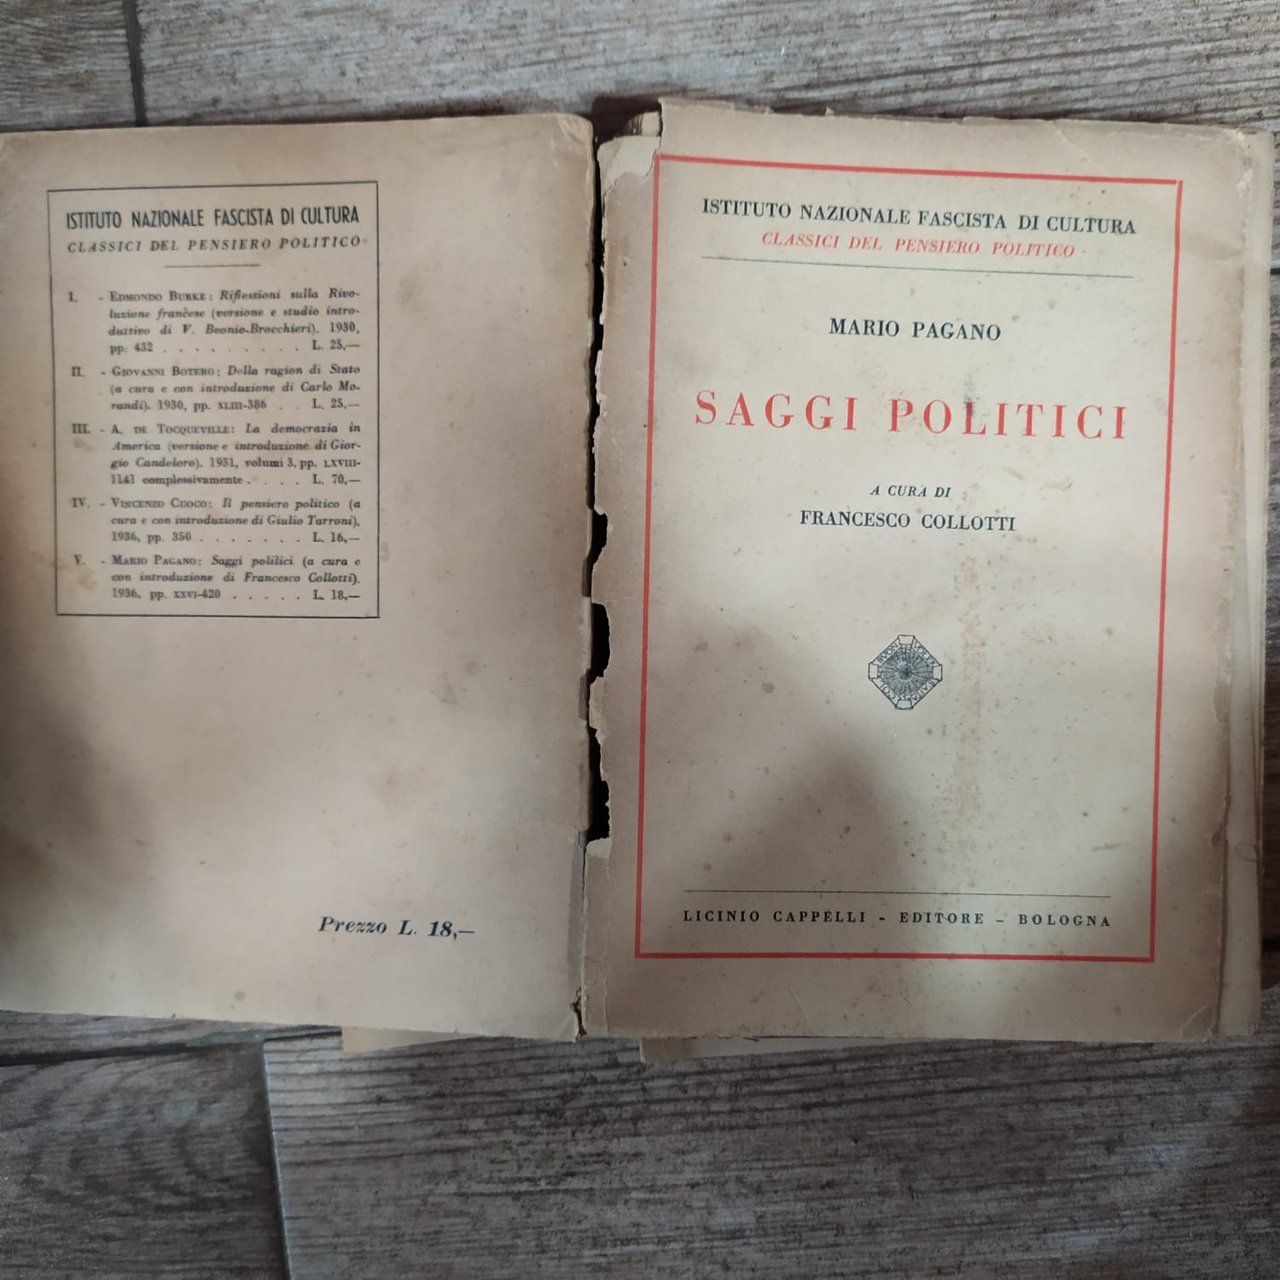 ISTITUTO NAZIONALE FASCISTA DI CULTURA
CLASSICI DEL PENSIERO POLITICO
I. - EDMONDO BURKE: Riflessioni sulla Rivo-
luzione francese (versione e studio intro-
duttivo di V. Beonio-Brocchieri). 1930,
pp. 432 . . . . . . . . . L. 25,—
II. - GIOVANNI BOTERO: Della ragion di Stato
(a cura e con introduzione di Carlo Mo-
randi). 1930, pp. XLIII-386 . . L. 25,—
III. - A. DE TOCQUEVILLE: La democrazia in
America (versione e introduzione di Gior-
gio Candeloro). 1931, volumi 3, pp. LXVIII-
1141 complessivamente . . . . L. 70,—
IV. - VINCENZO CUOCO: Il pensiero politico (a
cura e con introduzione di Giulio Tarroni).
1936, pp. 350 . . . . . . . L. 16,—
V. - MARIO PAGANO: Saggi polilici (a cura e
con introduzione di Francesco Collotti).
1936, pp. XXVI-420 . . . . . L. 18,—
Prezzo L. 18,—
ISTITUTO NAZIONALE FASCISTA DI CULTURA
CLASSICI DEL PENSIERO POLITICO
MARIO PAGANO
SAGGI POLITICI
A CURA DI
FRANCESCO COLLOTTI
LICINIO CAPPELLI - EDITORE - BOLOGNA